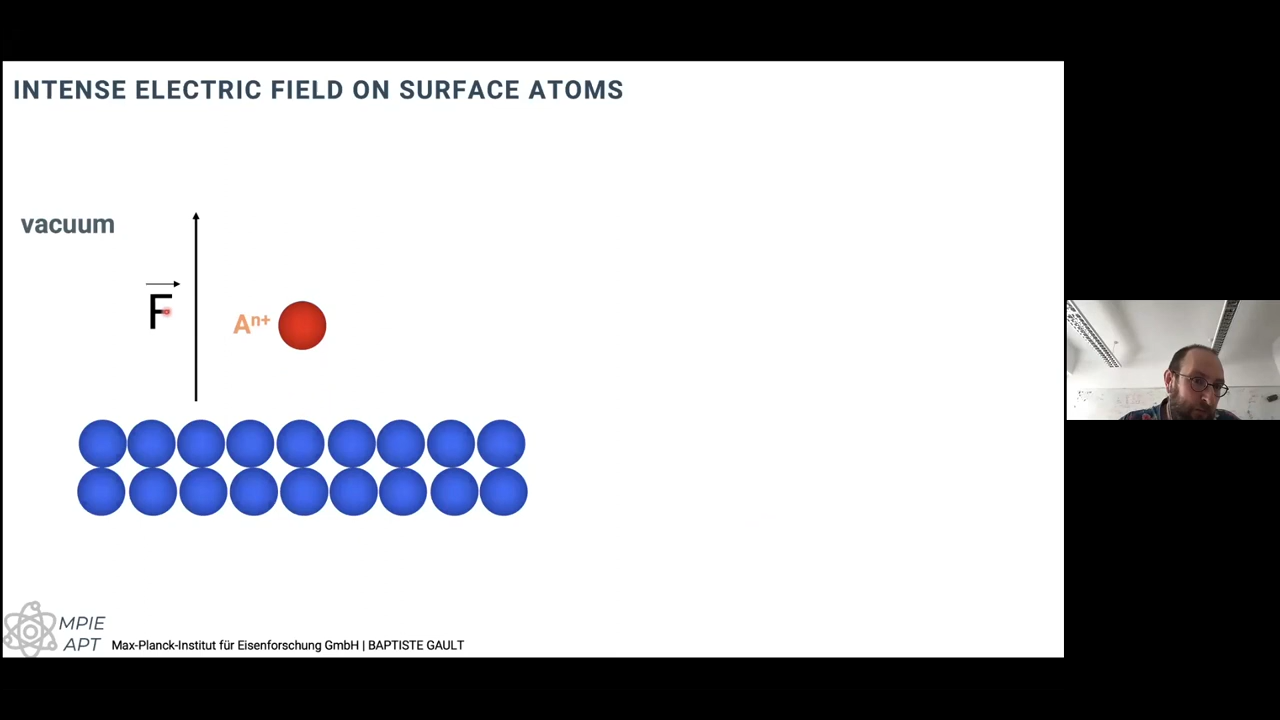 INTENSE ELECTRIC FIELD ON SURFACE ATOMS
vacuum
F
Aⁿ⁺
MPIE
APT
Max-Planck-Institut für Eisenforschung GmbH | BAPTISTE GAULT